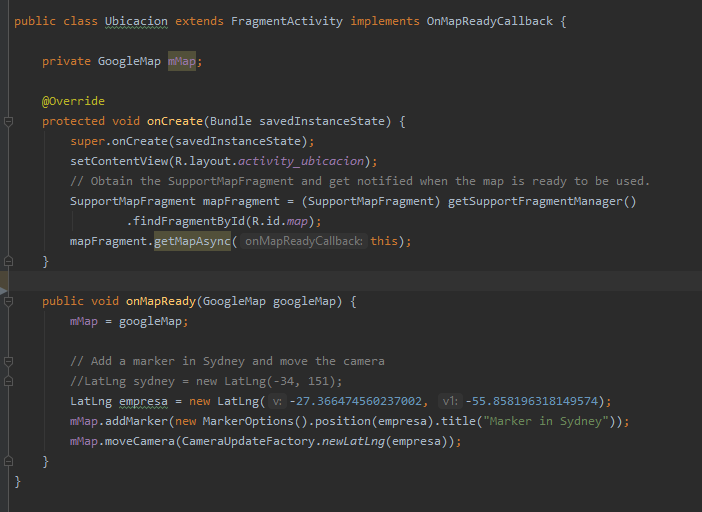 public class Ubicacion extends FragmentActivity implements OnMapReadyCallback {
private GoogleMap mMap;
@Override
protected void onCreate(Bundle savedInstanceState) {
super.onCreate(savedInstanceState);
setContentView(R.layout.activity_ubicacion);
// Obtain the SupportMapFragment and get notified when the map is ready to be used.
SupportMapFragment mapFragment = (SupportMapFragment) getSupportFragmentManager()
.findFragmentById(R.id.map);
mapFragment.getMapAsync( onMapReadyCallback: this);
}
public void onMapReady(GoogleMap googleMap) {
mMap = googleMap;
// Add a marker in Sydney and move the camera
//LatLng sydney = new LatLng(-34, 151);
LatLng empresa = new LatLng( v: -27.366474560237002, v1: -55.858196318149574);
mMap.addMarker(new MarkerOptions().position(empresa).title("Marker in Sydney"));
mMap.moveCamera(CameraUpdateFactory.newLatLng(empresa));
}
}